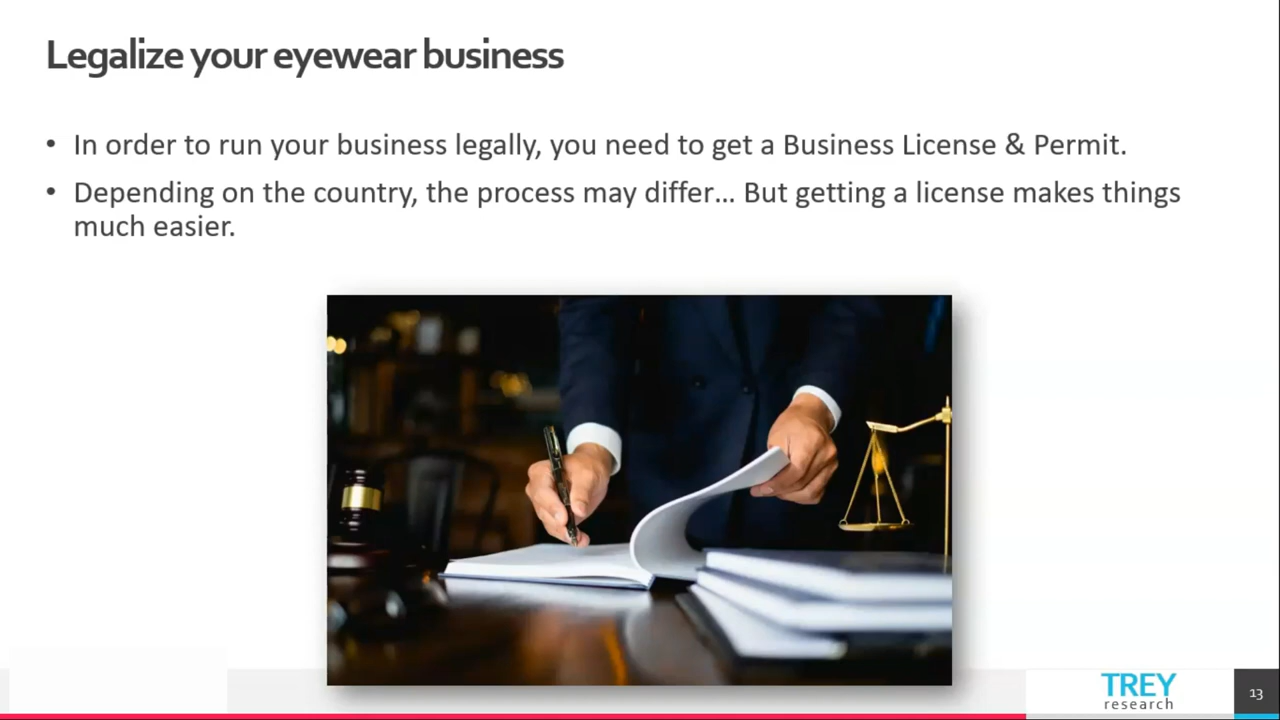 Legalize your eyewear business
• In order to run your business legally, you need to get a Business License & Permit.
• Depending on the country, the process may differ... But getting a license makes things
much easier.
TREY
research
13